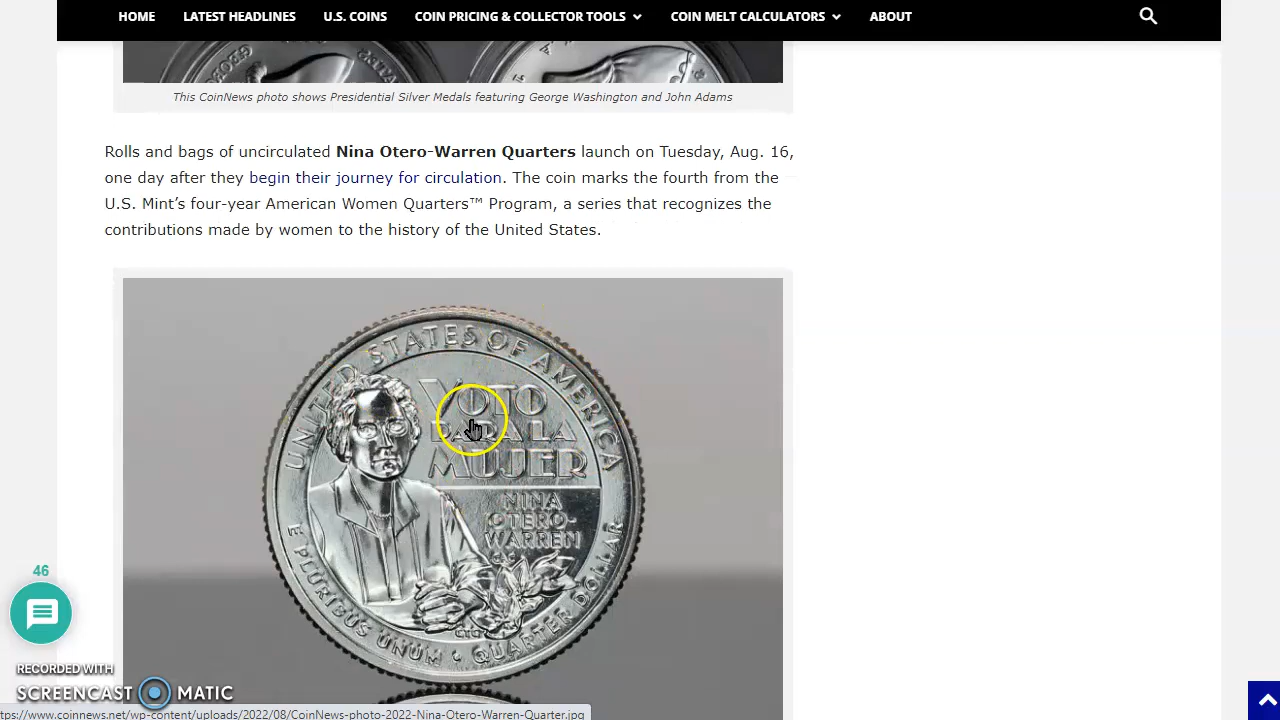 HOME LATEST HEADLINES U.S. COINS COIN PRICING & COLLECTOR TOOLS COIN MELT CALCULATORS ABOUT
This CoinNews photo shows Presidential Silver Medals featuring George Washington and John Adams
Rolls and bags of uncirculated Nina Otero-Warren Quarters launch on Tuesday, Aug. 16,
one day after they begin their journey for circulation. The coin marks the fourth from the
U.S. Mint’s four-year American Women Quarters™ Program, a series that recognizes the
contributions made by women to the history of the United States.
UNITED STATES OF AMERICA
VOTO
PARA LA
MUJER
NINA
OTERO-
WARREN
E PLURIBUS UNUM • QUARTER DOLLAR
CTC
46
RECORDED WITH
SCREENCAST MATIC
tps://www.coinnews.net/wp-content/uploads/2022/08/CoinNews-photo-2022-Nina-Otero-Warren-Quarter.jpg